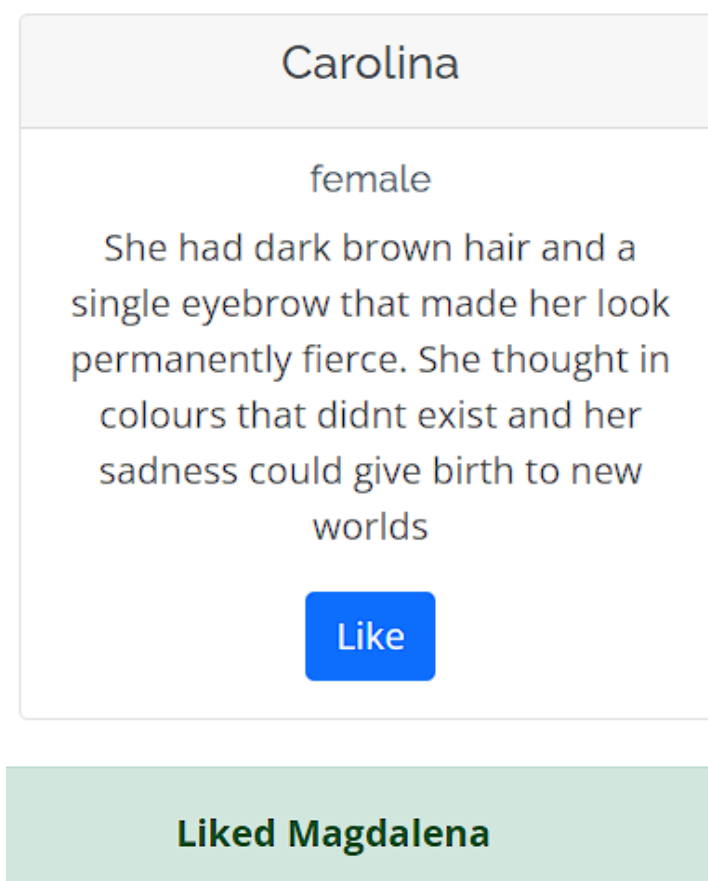 Carolina
female
She had dark brown hair and a
single eyebrow that made her look
permanently fierce. She thought in
colours that didnt exist and her
sadness could give birth to new
worlds
Like
Liked Magdalena